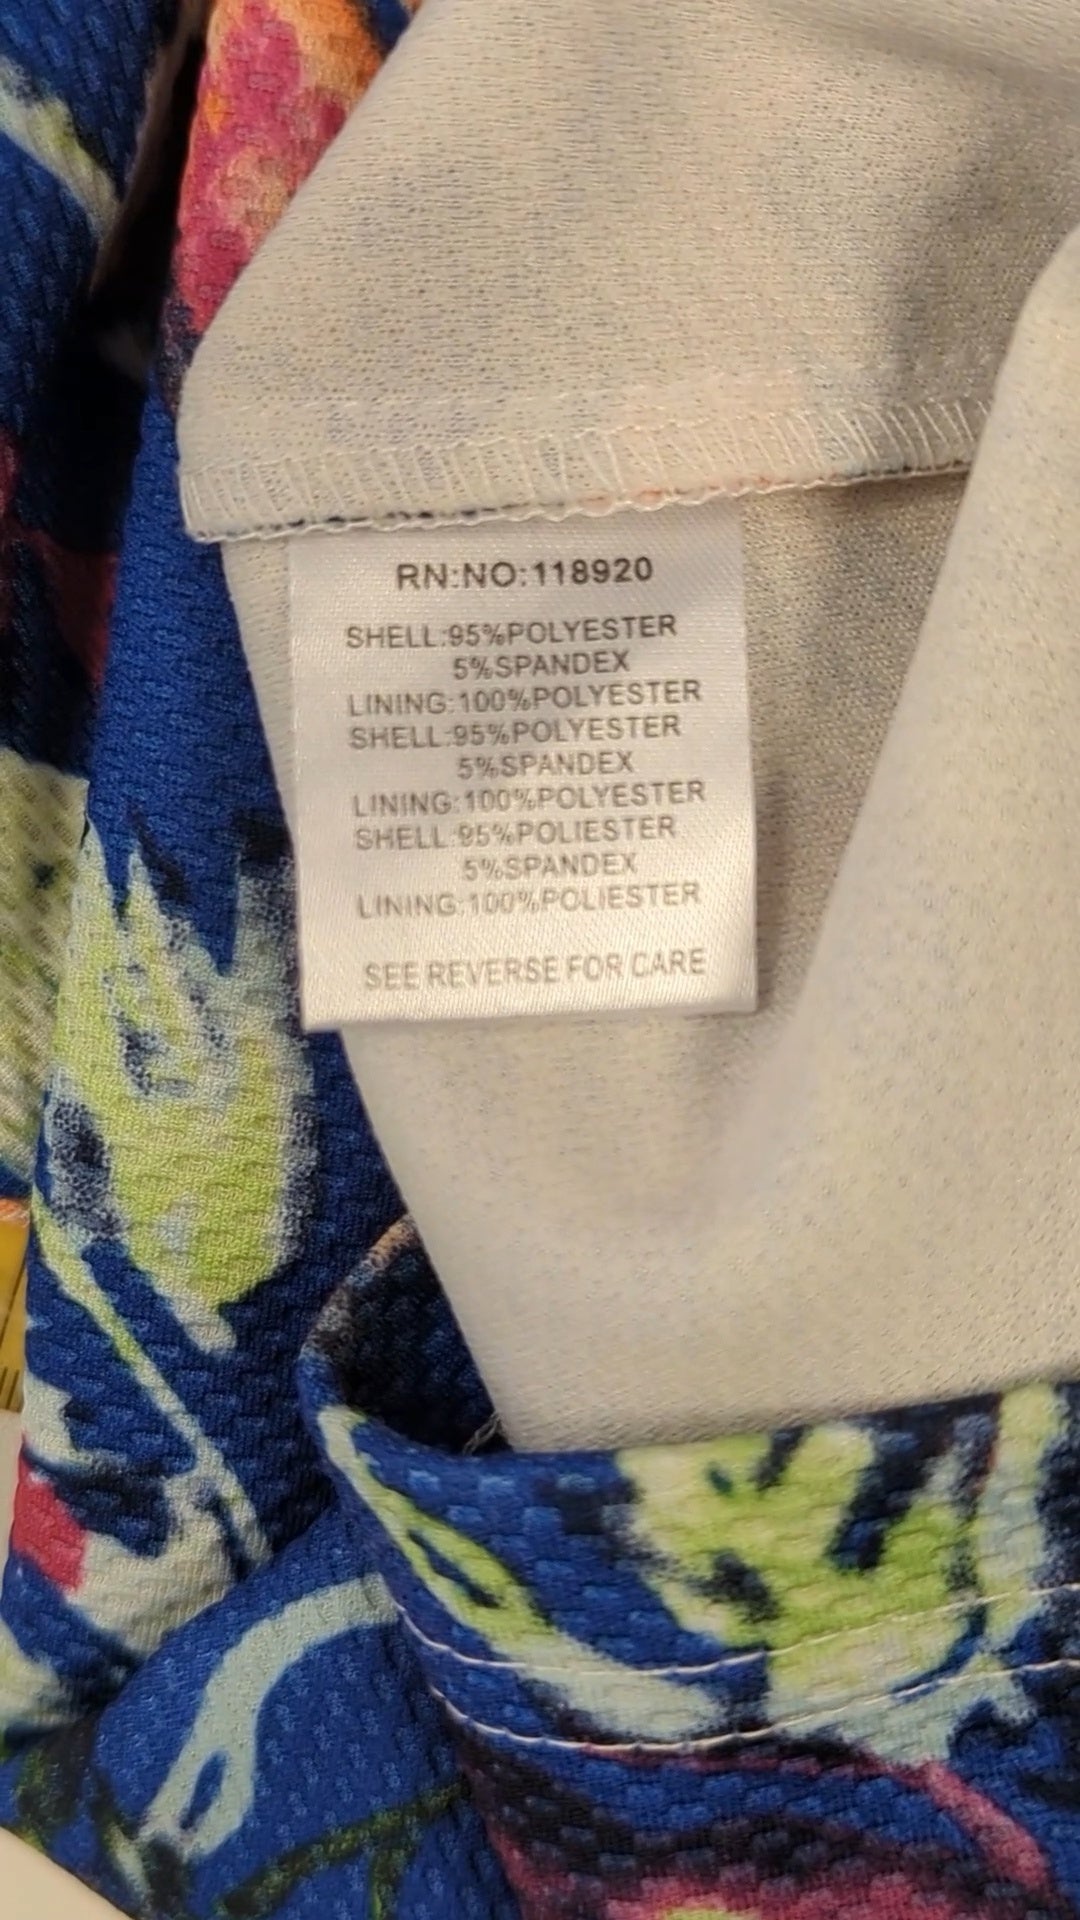 RN:NO:118920
SHELL:95%POLYESTER
5%SPANDEX
LINING:100%POLYESTER
SHELL:95%POLYESTER
5%SPANDEX
LINING:100%POLYESTER
SHELL:95%POLIESTER
5%SPANDEX
LINING:100%POLIESTER
SEE REVERSE FOR CARE